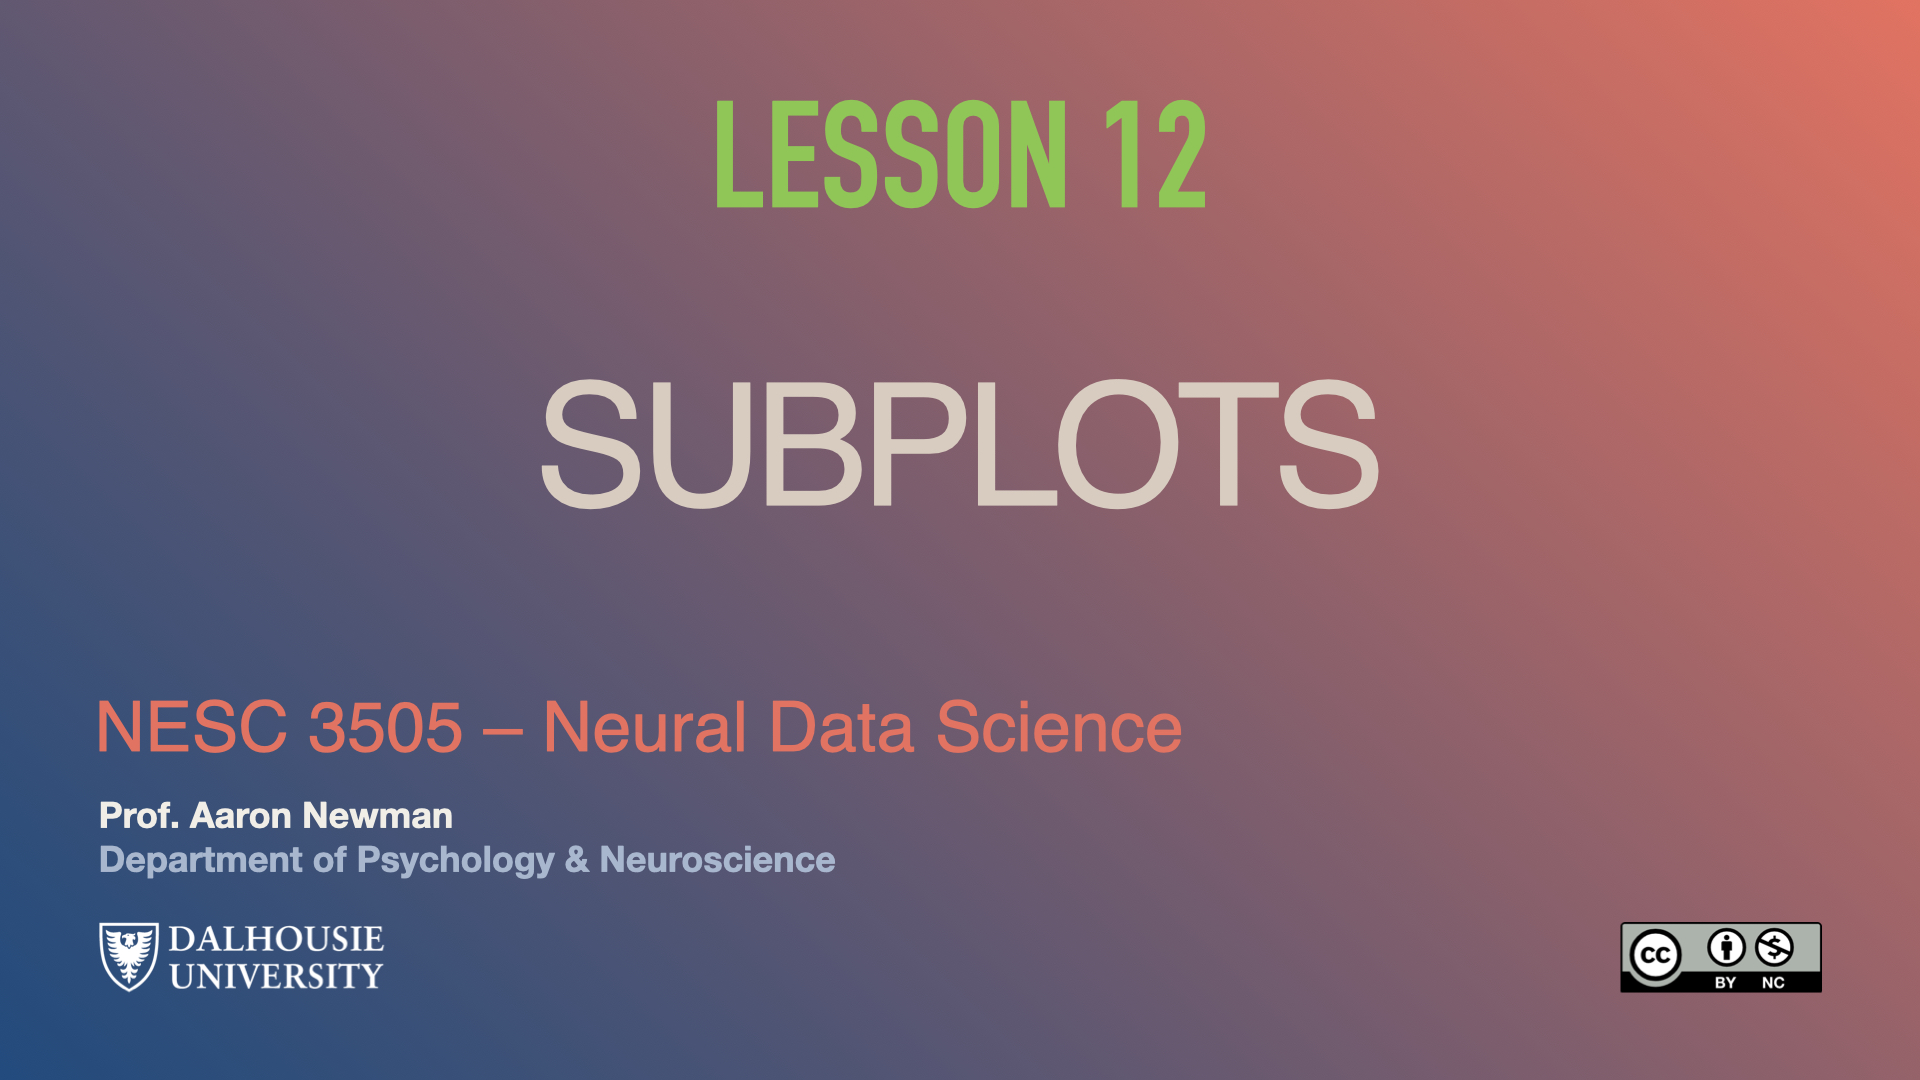 LESSON 12
SUBPLOTS
NESC 3505 – Neural Data Science
Prof. Aaron Newman
Department of Psychology & Neuroscience
DALHOUSIE
UNIVERSITY
CC
BY NC